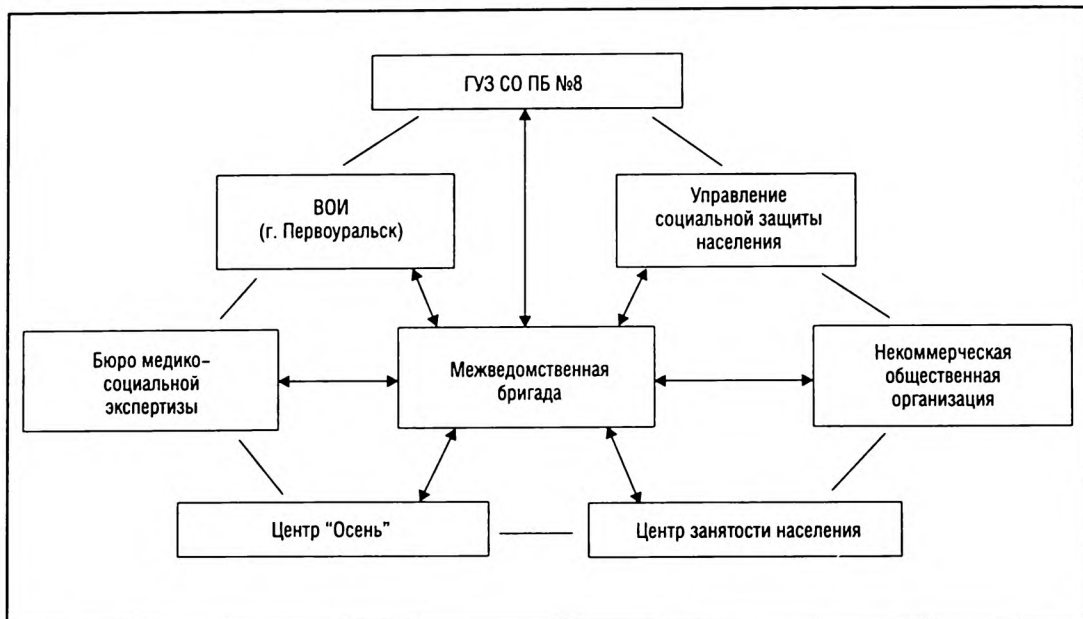 ГУЗ СО ПБ №8
ВОИ
(г. Первоуральск)
Управление
социальной защиты
населения
Бюро медико-
социальной
экспертизы
Межведомственная
бригада
Некоммерческая
общественная
организация
Центр "Осень"
Центр занятости населения